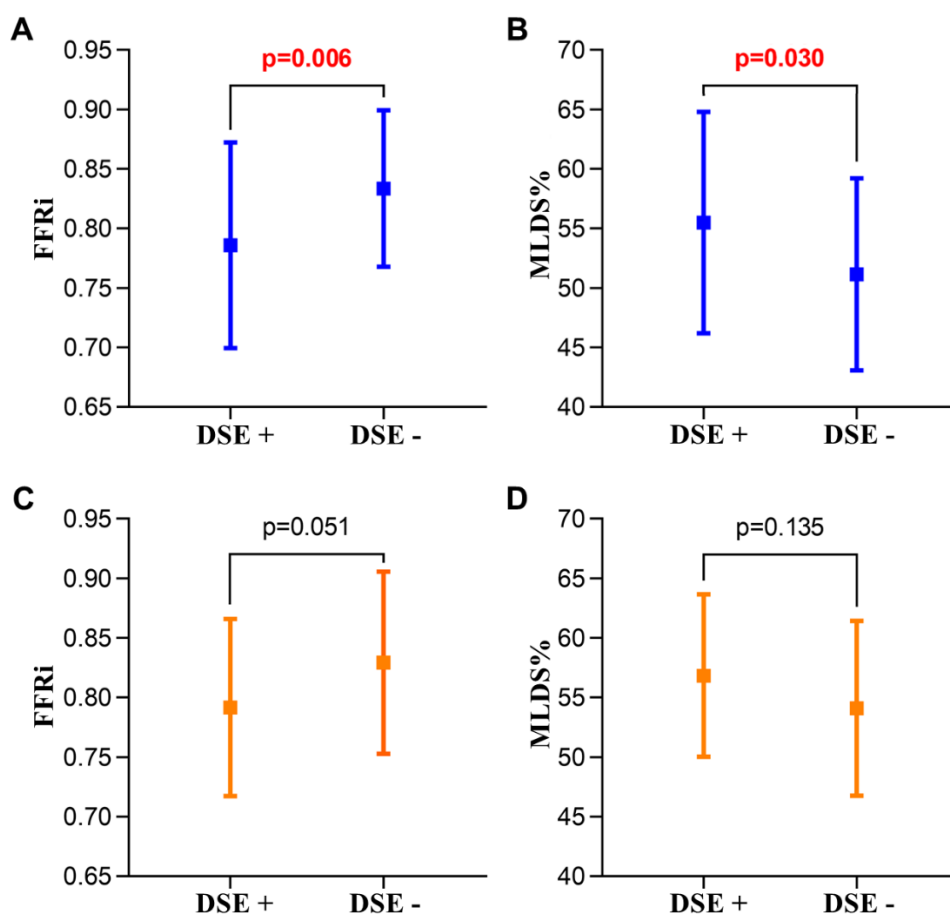 A
p=0.006
0.95
0.90
0.85
0.80
0.75
0.70
0.65
FFRi
DSE +
DSE -
B
p=0.030
70
65
60
55
50
45
40
MLDS%
DSE +
DSE -
C
p=0.051
0.95
0.90
0.85
0.80
0.75
0.70
0.65
FFRi
DSE +
DSE -
D
p=0.135
70
65
60
55
50
45
40
MLDS%
DSE +
DSE -